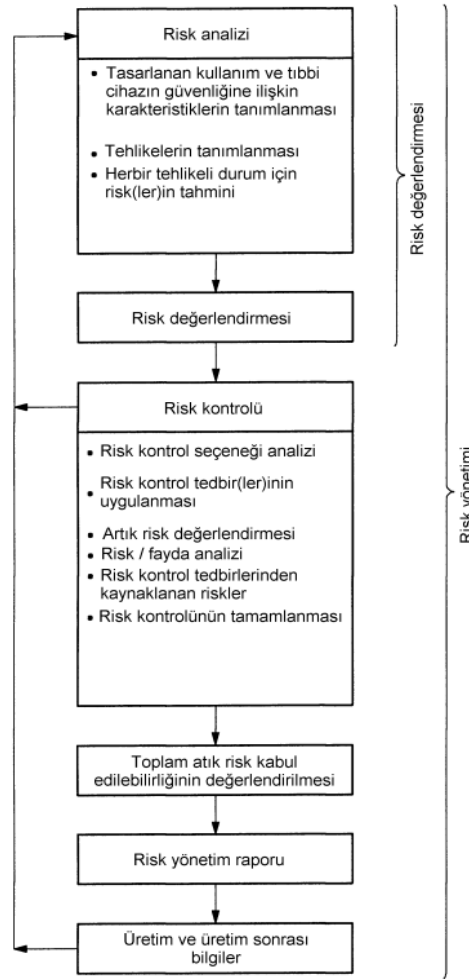 Risk analizi
• Tasarlanan kullanım ve tıbbi
cihazın güvenliğine ilişkin
karakteristiklerin tanımlanması
• Tehlikelerin tanımlanması
• Herbir tehlikeli durum için
risk(ler)in tahmini
Risk değerlendirmesi
Risk değerlendirmesi
Risk kontrolü
• Risk kontrol seçeneği analizi
• Risk kontrol tedbir(ler)inin
uygulanması
• Artık risk değerlendirmesi
• Risk / fayda analizi
• Risk kontrol tedbirlerinden
kaynaklanan riskler
• Risk kontrolünün tamamlanması
Risk yönetimi
Toplam atık risk kabul
edilebilirliğinin değerlendirilmesi
Risk yönetim raporu
Üretim ve üretim sonrası
bilgiler